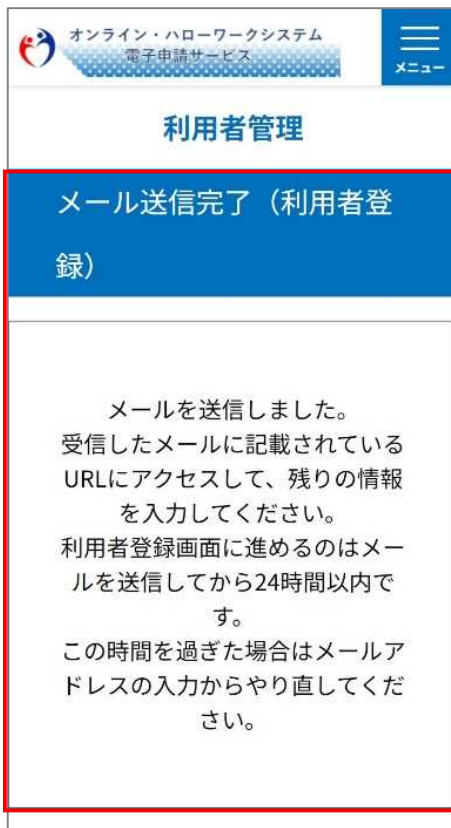 オンライン・ハローワークシステム
電子申請サービス
メニュー
利用者管理
メール送信完了（利用者登
録）
メールを送信しました。
受信したメールに記載されている
URLにアクセスして、残りの情報
を入力してください。
利用者登録画面に進めるのはメー
ルを送信してから24時間以内で
す。
この時間を過ぎた場合はメールア
ドレスの入力からやり直してくだ
さい。